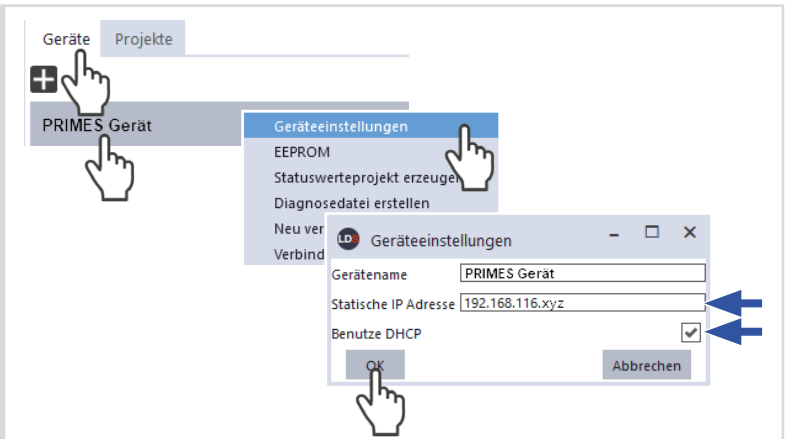 Geräte Projekte
PRIMES Gerät
Geräteeinstellungen
EEPROM
Statuswerteprojekt erzeugen
Diagnosedatei erstellen
Neu ver
Verbind
LDS Geräteeinstellungen
Gerätename PRIMES Gerät
Statische IP Adresse 192.168.116.xyz
Benutze DHCP
OK Abbrechen